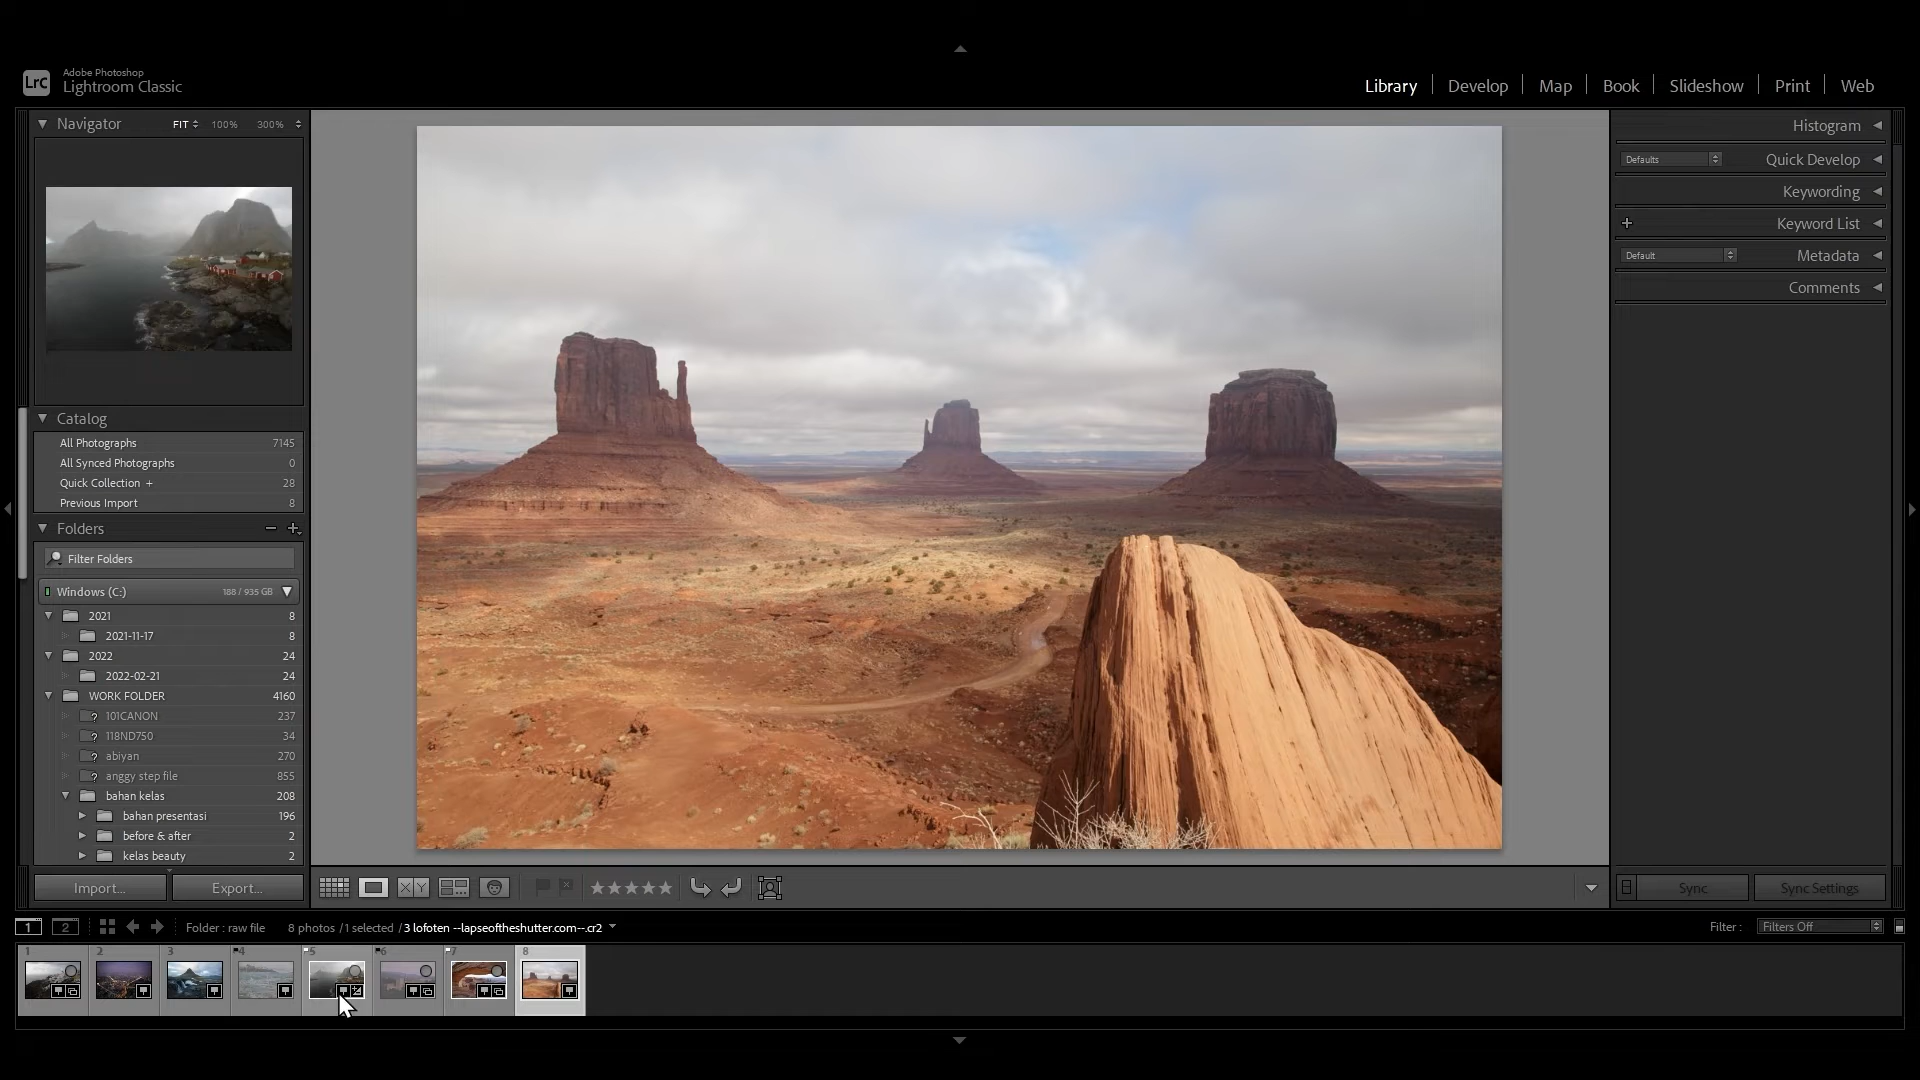 LrC
Adobe Photoshop
Lightroom Classic
Library
Develop
Map
Book
Slideshow
Print
Web
Navigator
FIT
100%
300%
Catalog
All Photographs 7145
All Synced Photographs 0
Quick Collection + 28
Previous Import 8
Folders
Filter Folders
Windows (C:) 188 / 935 GB
2021 8
2021-11-17 8
2022 24
2022-02-21 24
WORK FOLDER 4160
? 101CANON 237
? 118ND750 34
? abiyan 270
? anggy step file 855
bahan kelas 208
bahan presentasi 196
before & after 2
kelas beauty 2
Import...
Export...
Histogram
Defaults
Quick Develop
Keywording
Keyword List
Default
Metadata
Comments
X Y
Sync
Sync Settings
1
2
Folder : raw file
8 photos / 1 selected / 3 lofoten --lapseoftheshutter.com--.cr2
Filter :
Filters Off
1
2
3
4
5
6
7
8